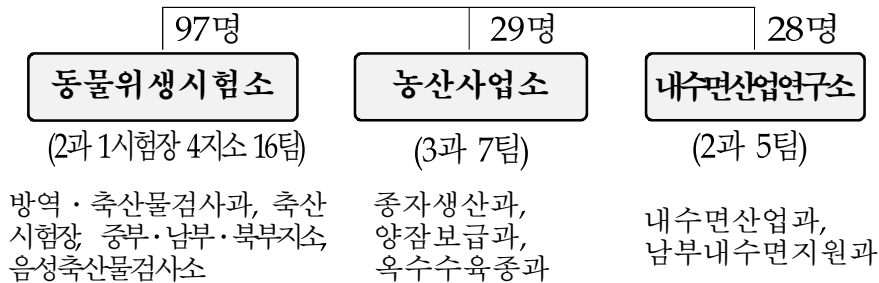 97명
동물위생시험소
(2과 1시험장 4지소 16팀)
방역・축산물검사과, 축산
시험장, 중부・남부・북부지소,
음성축산물검사소
29명
농산사업소
(3과 7팀)
종자생산과,
양잠보급과,
옥수수육종과
28명
내수면산업연구소
(2과 5팀)
내수면산업과,
남부내수면지원과